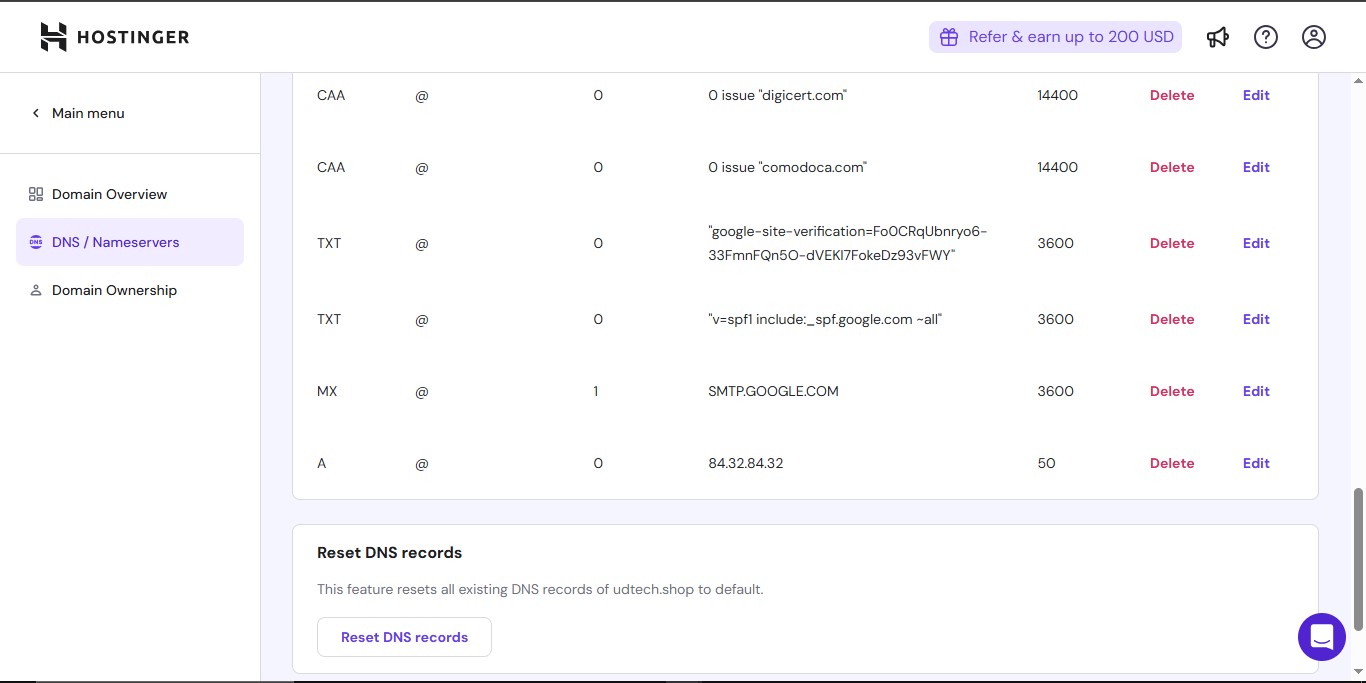 HOSTINGER
Refer & earn up to 200 USD
Main menu
Domain Overview
DNS DNS / Nameservers
Domain Ownership
CAA @ 0 0 issue "digicert.com" 14400 Delete Edit
CAA @ 0 0 issue "comodoca.com" 14400 Delete Edit
TXT @ 0 "google-site-verification=Fo0CRqUbnryo6-
33FmnFQn5O-dVEKl7FokeDz93vFWY" 3600 Delete Edit
TXT @ 0 "v=spf1 include:_spf.google.com ~all" 3600 Delete Edit
MX @ 1 SMTP.GOOGLE.COM 3600 Delete Edit
A @ 0 84.32.84.32 50 Delete Edit
Reset DNS records
This feature resets all existing DNS records of udtech.shop to default.
Reset DNS records